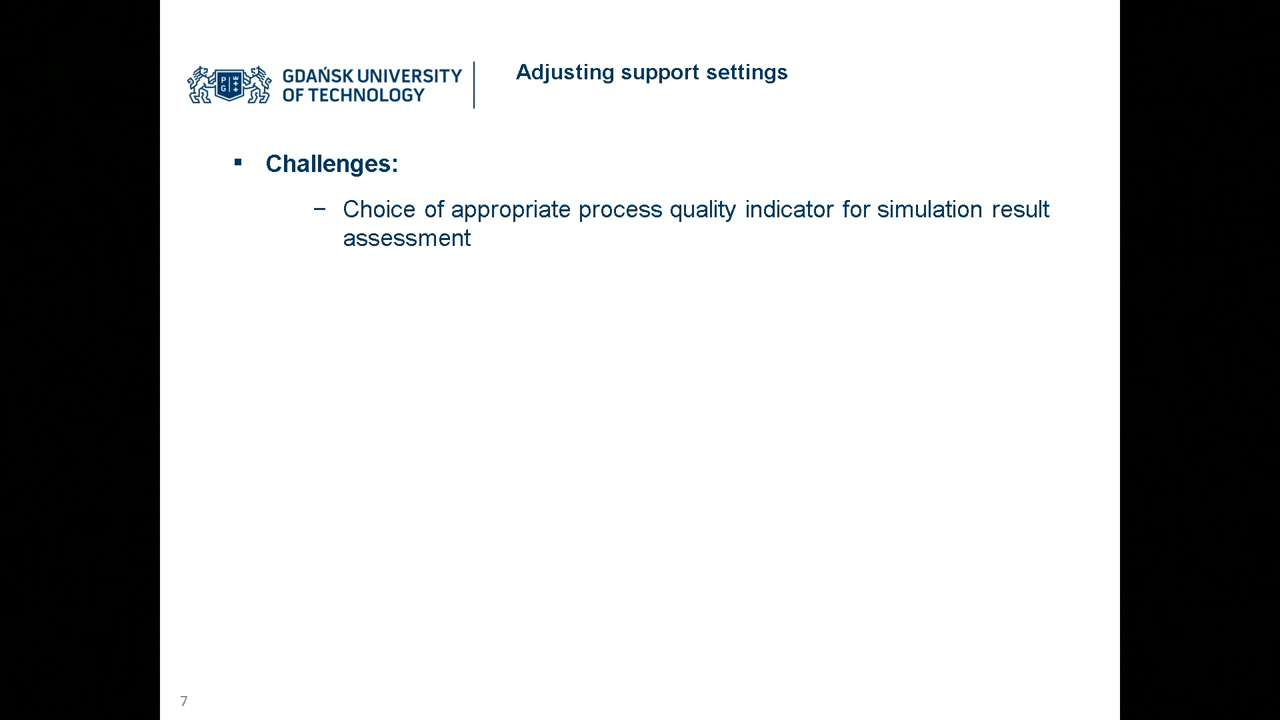 GDAŃSK UNIVERSITY
OF TECHNOLOGY
Adjusting support settings
▪ Challenges:
– Choice of appropriate process quality indicator for simulation result
assessment
7